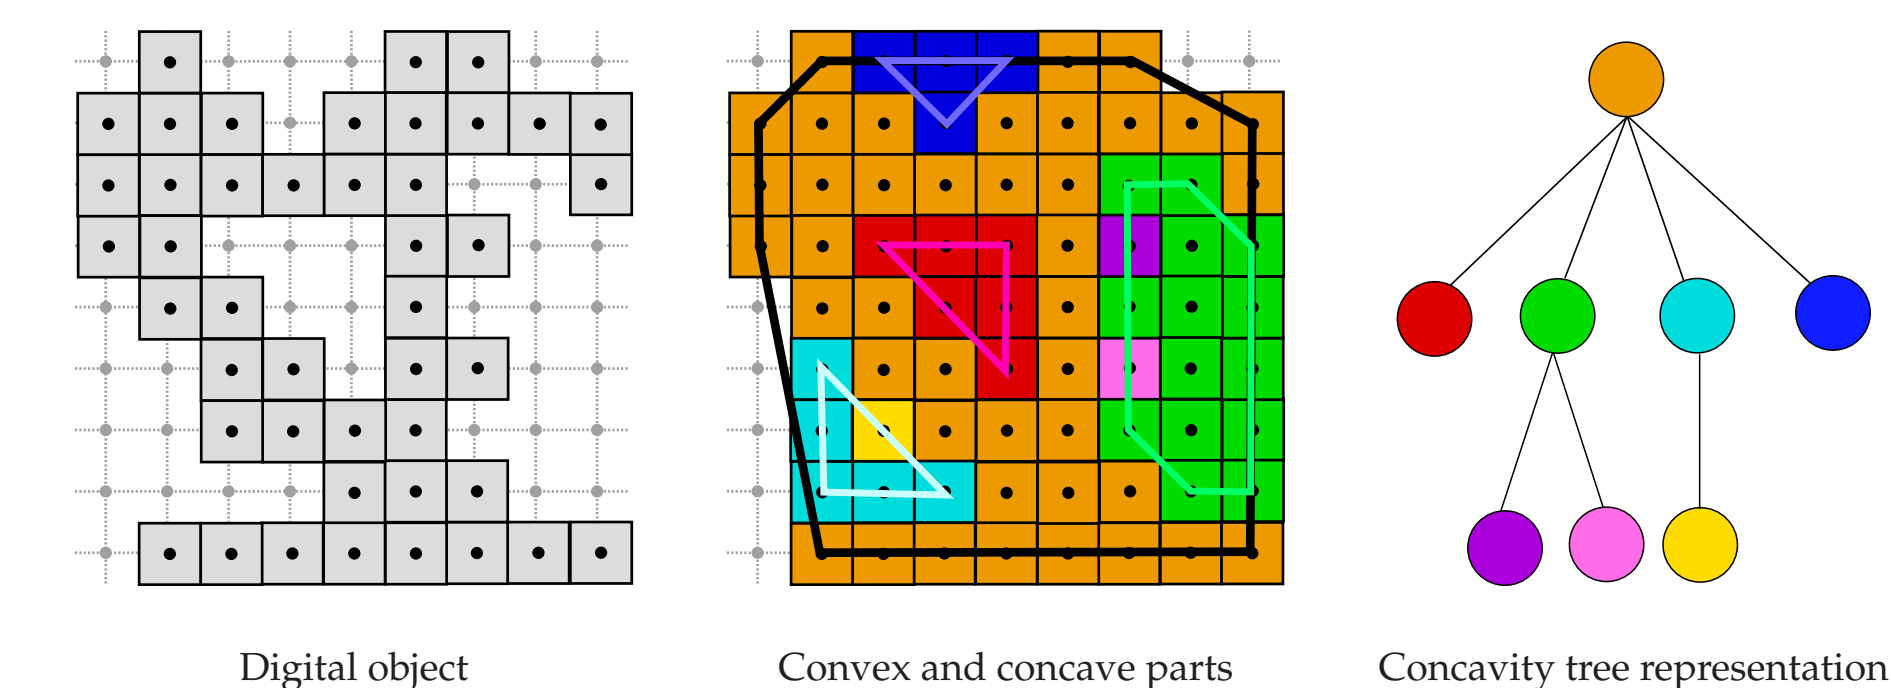 Digital object
Convex and concave parts
Concavity tree representation